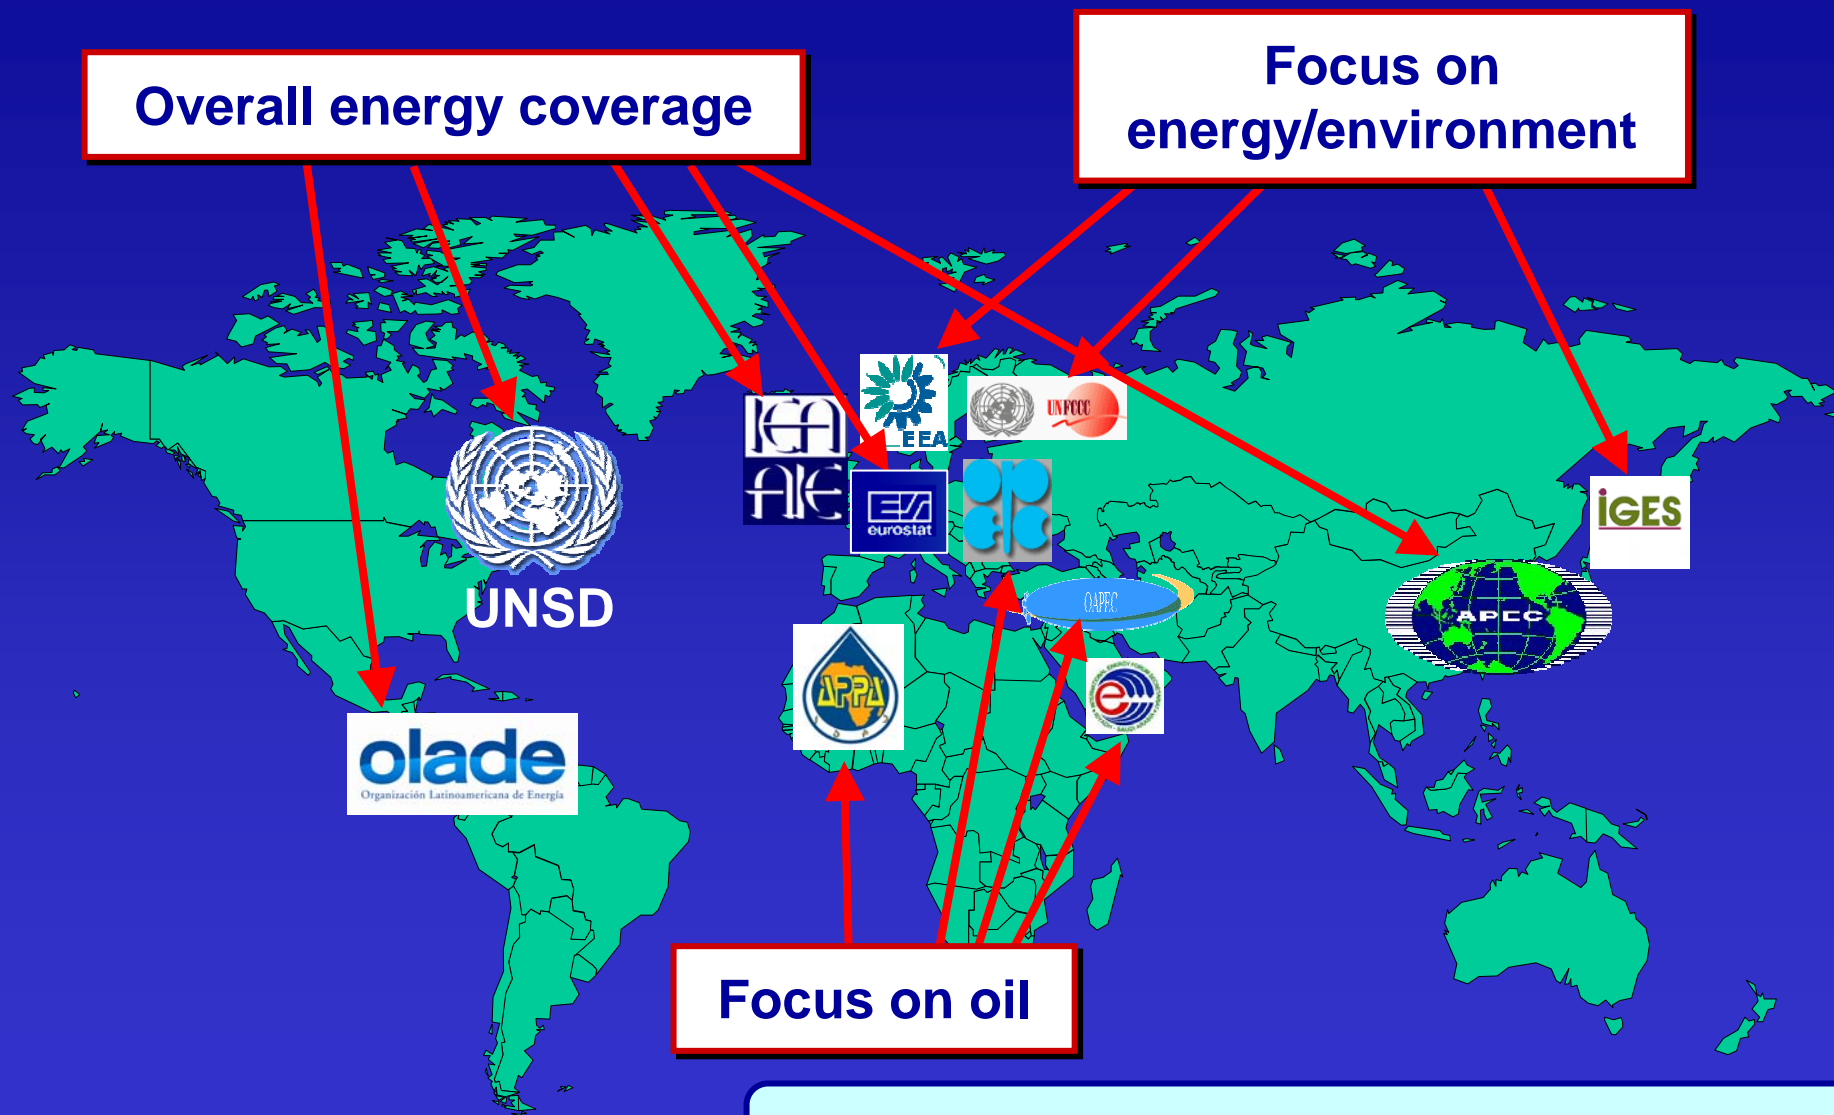 Overall energy coverage
Focus on
energy/environment
IEA
AIE
EEA
UNFCCC
eurostat
iGES
UNSD
OAPEC
APEC
APPA
olade
Organización Latinoamericana de Energía
Focus on oil